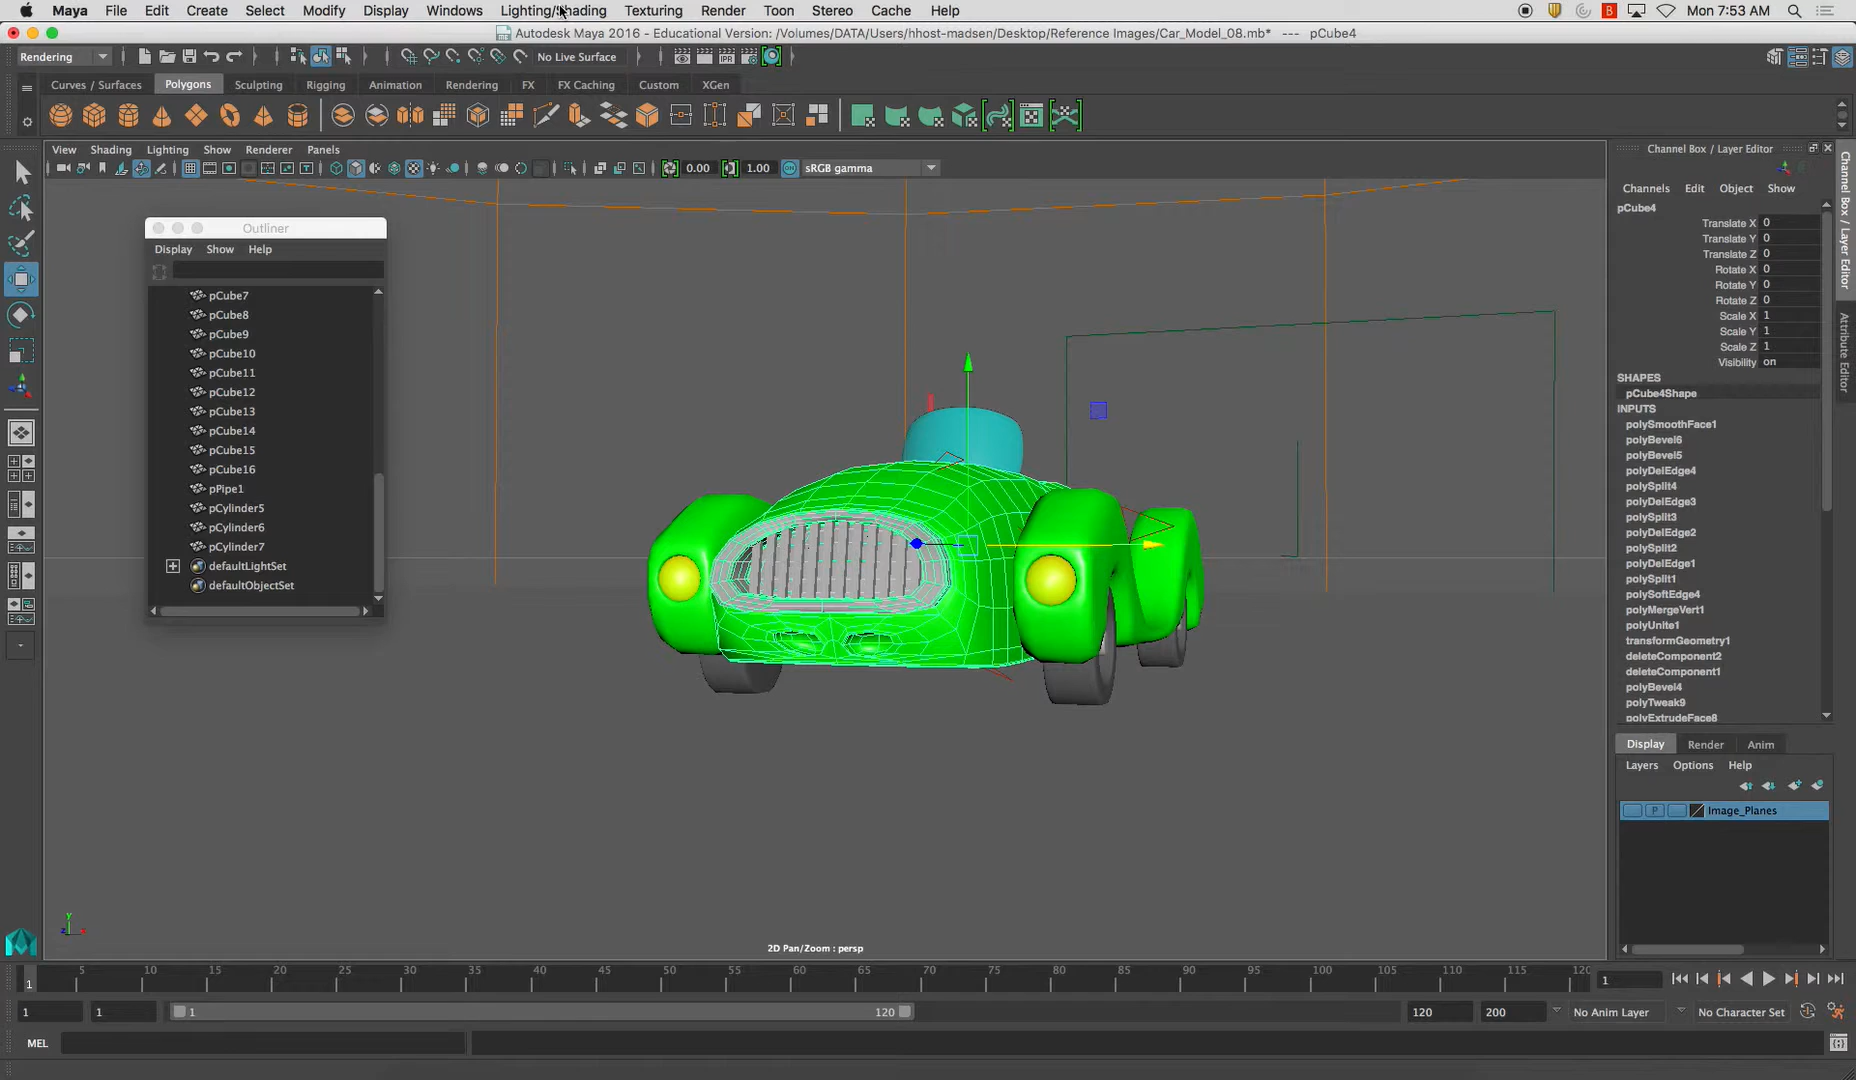 Maya File Edit Create Select Modify Display Windows Lighting/Shading Texturing Render Toon Stereo Cache Help Mon 7:53 AM
Autodesk Maya 2016 - Educational Version: /Volumes/DATA/Users/hhost-madsen/Desktop/Reference Images/Car_Model_08.mb* --- pCube4
Rendering No Live Surface IPR
Curves / Surfaces Polygons Sculpting Rigging Animation Rendering FX FX Caching Custom XGen
View Shading Lighting Show Renderer Panels
0.00 1.00 sRGB gamma
Outliner
Display Show Help
pCube7
pCube8
pCube9
pCube10
pCube11
pCube12
pCube13
pCube14
pCube15
pCube16
pPipe1
pCylinder5
pCylinder6
pCylinder7
defaultLightSet
defaultObjectSet
2D Pan/Zoom : persp
Channel Box / Layer Editor
Channels Edit Object Show
pCube4
Translate X 0
Translate Y 0
Translate Z 0
Rotate X 0
Rotate Y 0
Rotate Z 0
Scale X 1
Scale Y 1
Scale Z 1
Visibility on
SHAPES
pCube4Shape
INPUTS
polySmoothFace1
polyBevel6
polyBevel5
polyDelEdge4
polySplit4
polyDelEdge3
polySplit3
polyDelEdge2
polySplit2
polyDelEdge1
polySplit1
polySoftEdge4
polyMergeVert1
polyUnite1
transformGeometry1
deleteComponent2
deleteComponent1
polyBevel4
polyTweak9
polyExtrudeFace8
Display Render Anim
Layers Options Help
P Image_Planes
Channel Box / Layer Editor
Attribute Editor
y
z x
1 5 10 15 20 25 30 35 40 45 50 55 60 65 70 75 80 85 90 95 100 105 110 115 120 1
1 1 1 120 120 200 No Anim Layer No Character Set
MEL